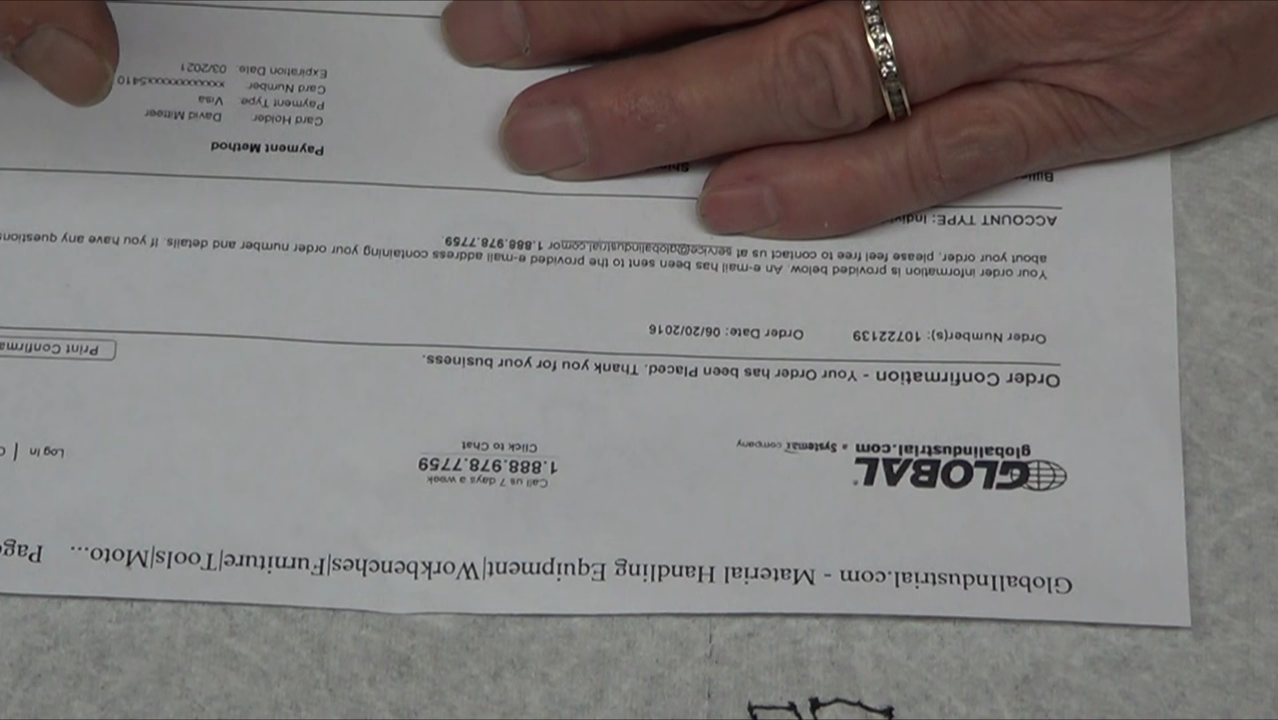 GlobalIndustrial.com - Material Handling Equipment|Workbenches|Furniture|Tools|Moto... Page
GLOBAL®
globalindustrial.com a Systemax company
Call us 7 days a week
1.888.978.7759
Click to Chat
Log In |
Order Confirmation - Your Order has been Placed. Thank you for your business.
Print Confirma
Order Number(s): 10722139 Order Date: 06/20/2016
Your order information is provided below. An e-mail has been sent to the provided e-mail address containing your order number and details. If you have any questions
about your order, please feel free to contact us at service@globalindustrial.comor 1.888.978.7759.
ACCOUNT TYPE:
Payment Method
Card Holder: David Mitteer
Payment Type: Visa
Card Number: xxxxxxxxxxxx5410
Expiration Date: 03/2021